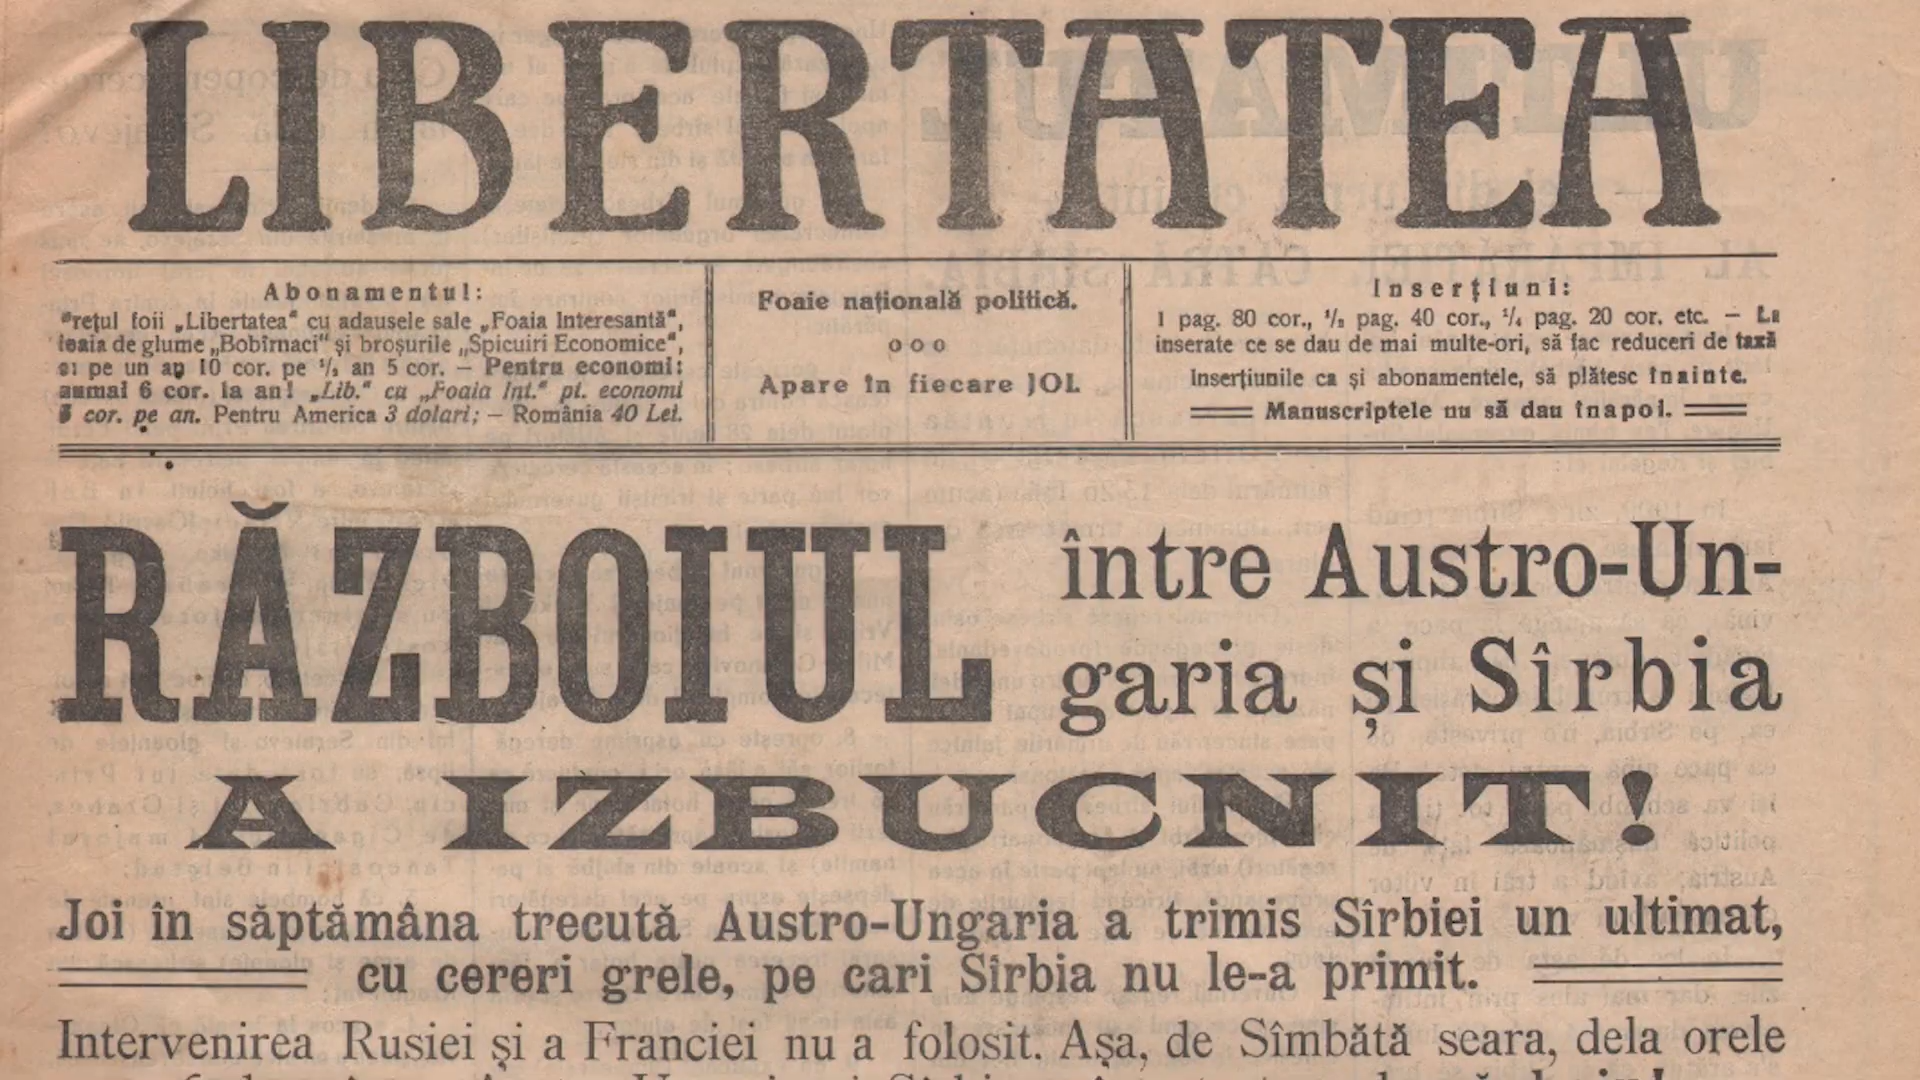 LIBERTATEA
Abonamentul:
"rețul foii „Libertatea" cu adausele sale „Foaia Interesantă",
foaia de glume „Bobîrnaci" și broșurile „Spicuiri Economice",
pe un an 10 cor. pe ½ an 5 cor. — Pentru economi:
numai 6 cor. la an! „Lib." cu „Foaia Int." pt. economi
cor. pe an. Pentru America 3 dolari; — România 40 Lei.
Foaie națională politică.
o o o
Apare în fiecare JOI.
Inserțiuni:
1 pag. 80 cor., ½ pag. 40 cor., ¼ pag. 20 cor. etc. — La
inserate ce se dau de mai multe-ori, să fac reduceri de taxă
Inserțiunile ca și abonamentele, să plătesc înainte.
Manuscriptele nu să dau înapoi.
RĂZBOIUL între Austro-Un-
garia și Sîrbia
A IZBUCNIT!
Joi în săptămâna trecută Austro-Ungaria a trimis Sîrbiei un ultimat,
cu cereri grele, pe cari Sîrbia nu le-a primit.
Intervenirea Rusiei și a Franciei nu a folosit. Așa, de Sîmbătă seara, dela orele